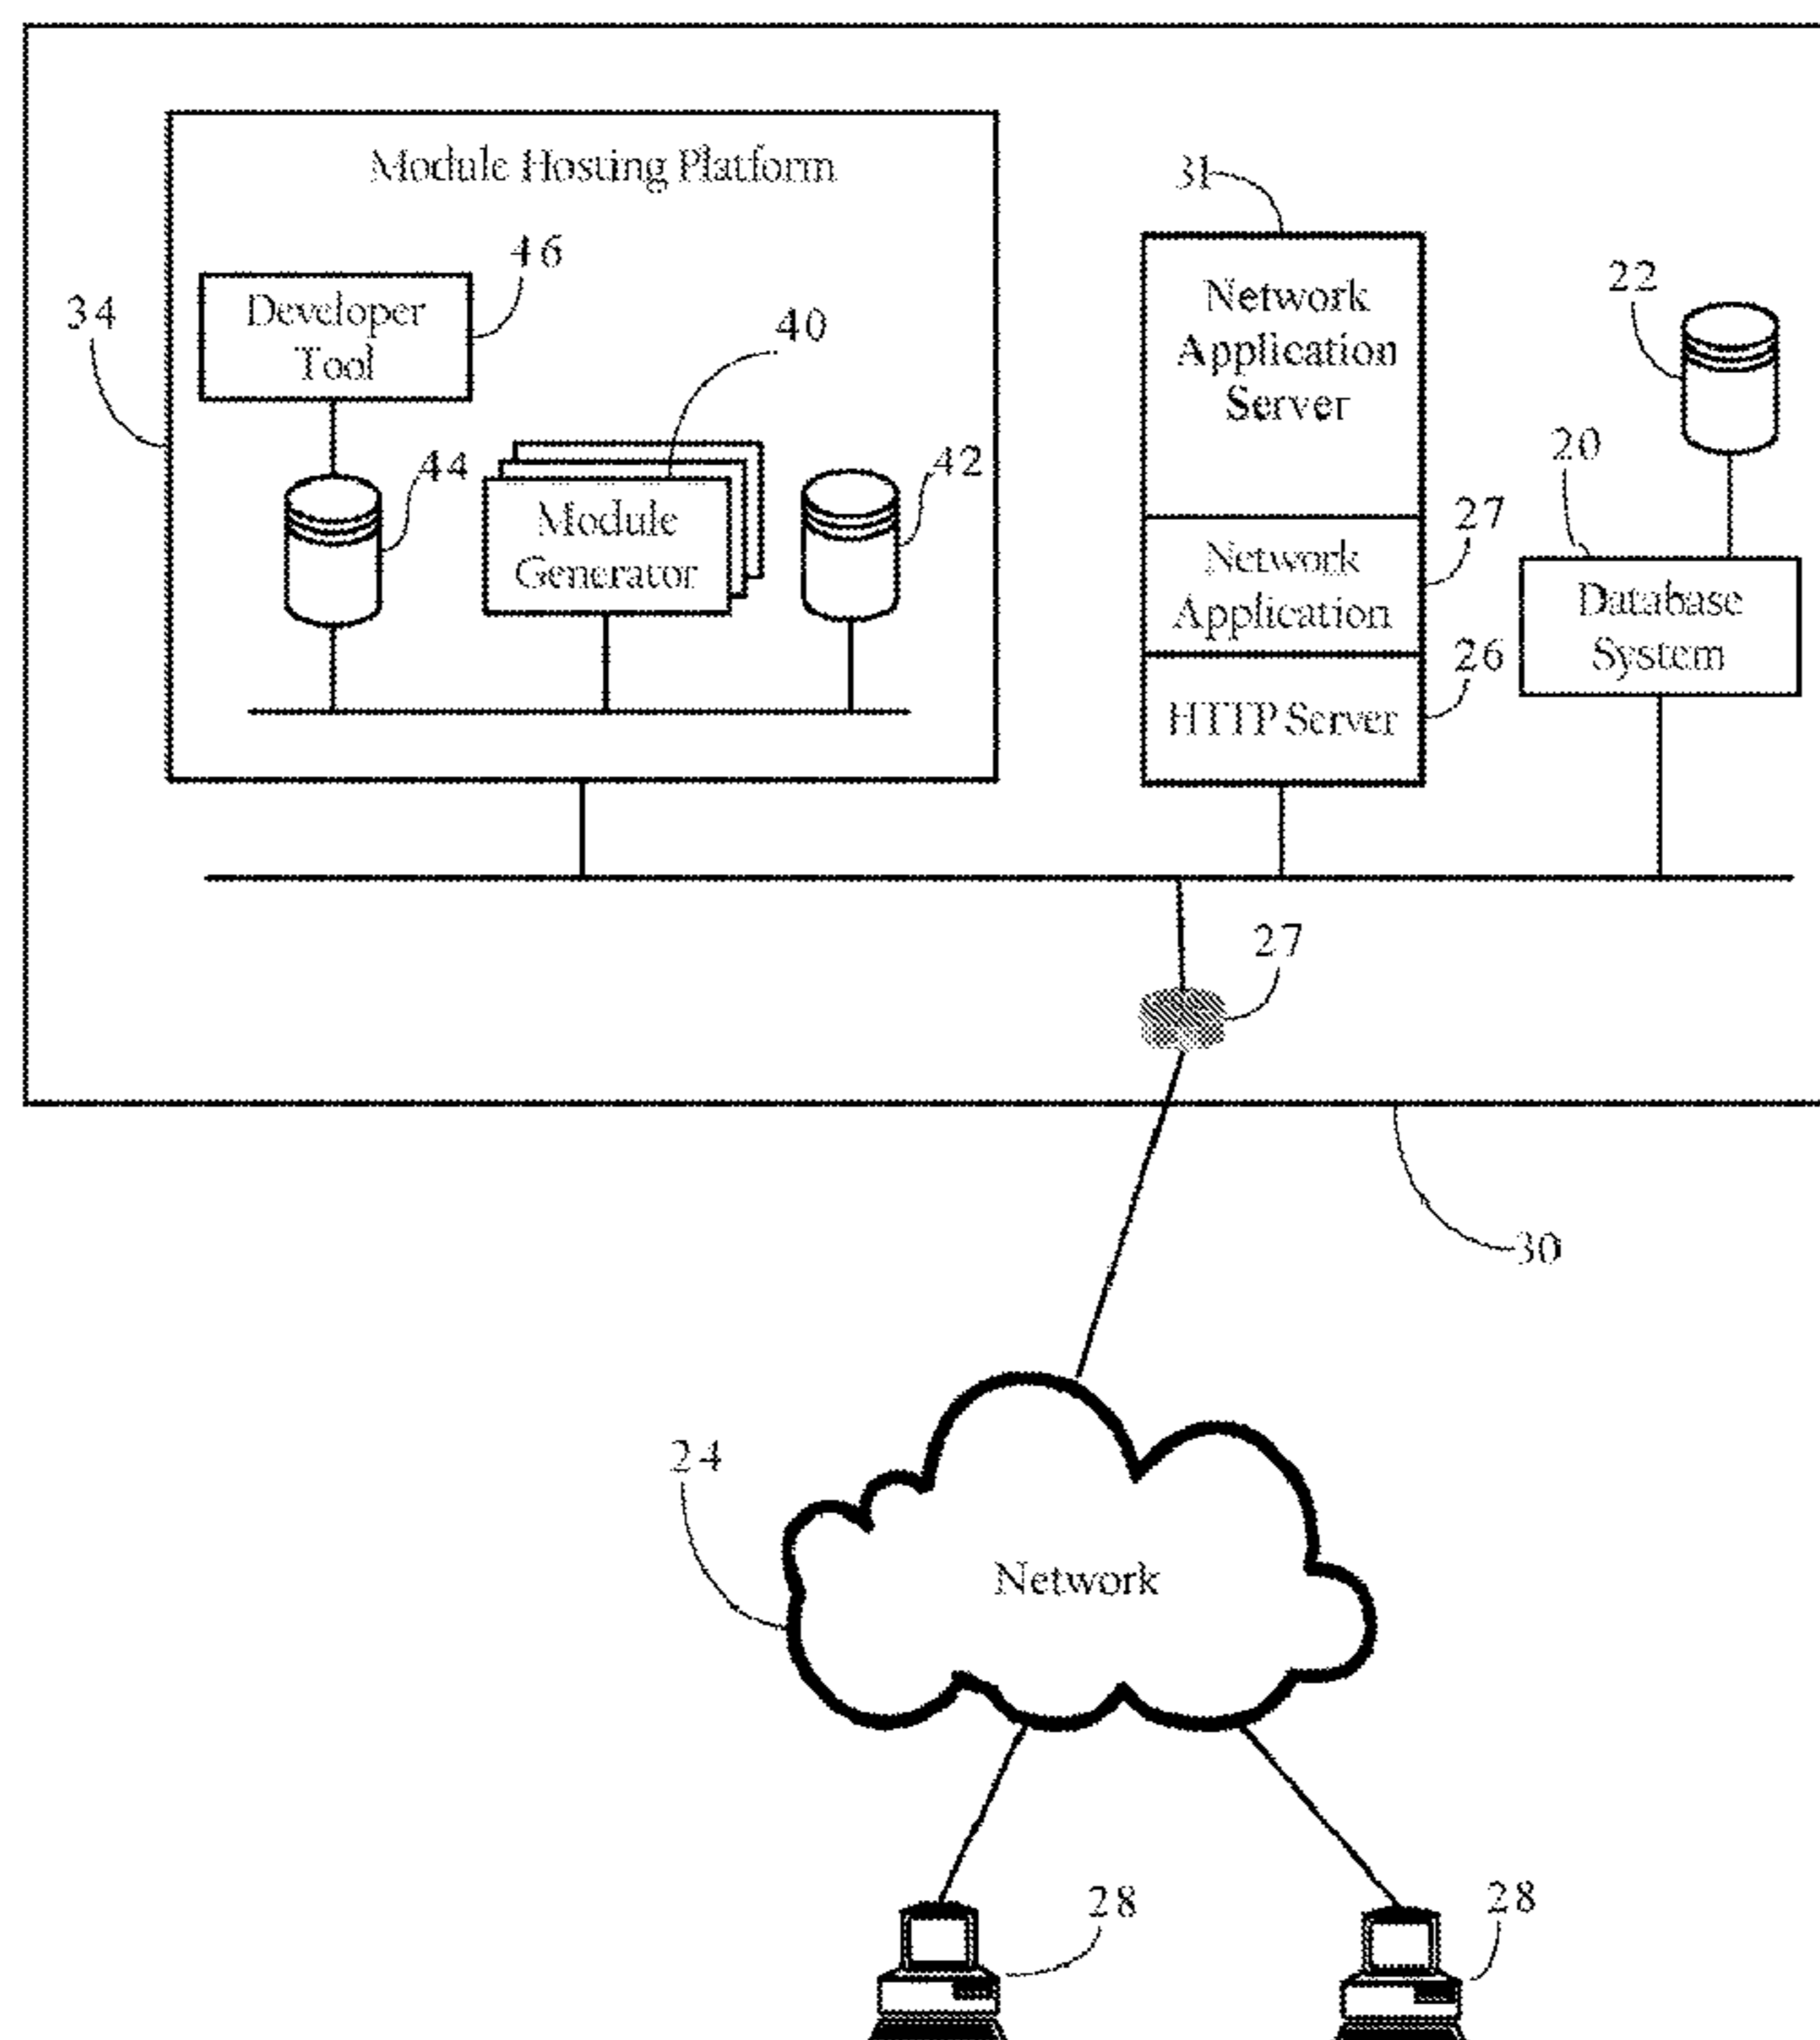 Module Hosting Platform
46
Developer
Tool
34
40
44
42
Module
Generator
31
Network
Application
Server
27
Network
Application
26
HTTP Server
22
20
Database
System
27
30
24
Network
28
28